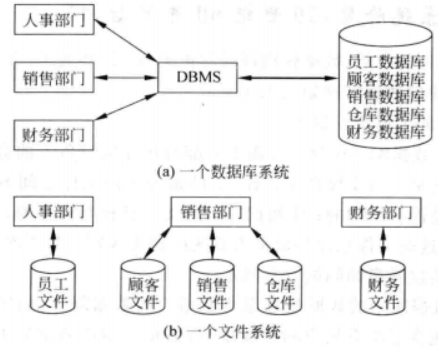 人事部门
销售部门
财务部门
DBMS
员工数据库
顾客数据库
销售数据库
仓库数据库
财务数据库
(a) 一个数据库系统
人事部门
销售部门
财务部门
员工
文件
顾客
文件
销售
文件
仓库
文件
财务
文件
(b) 一个文件系统